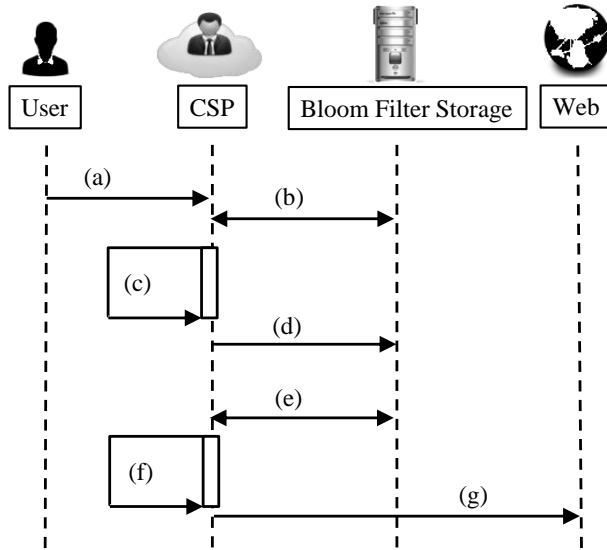 User
CSP
Bloom Filter Storage
Web
(a)
(b)
(c)
(d)
(e)
(f)
(g)